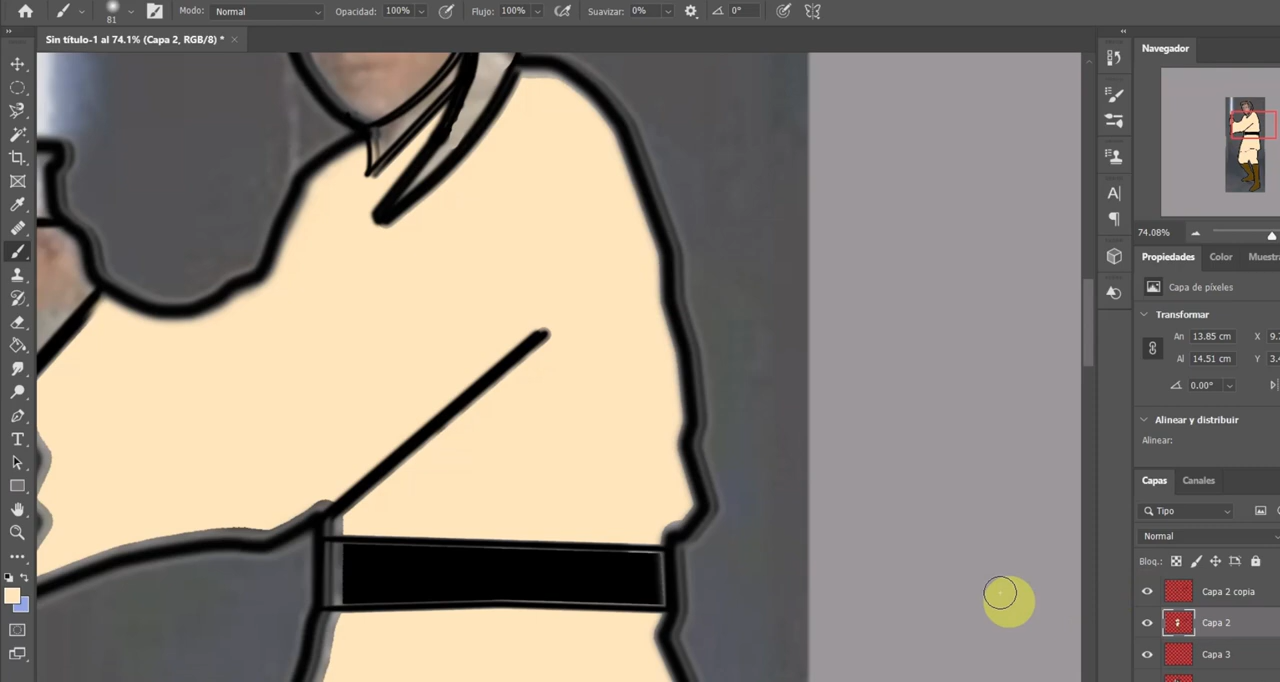 81
Modo: Normal
Opacidad: 100%
Flujo: 100%
Suavizar: 0%
0°
Sin título-1 al 74.1% (Capa 2, RGB/8) *
Navegador
74.08%
Propiedades Color
Capa de píxeles
Transformar
An 13.85 cm X
Al 14.51 cm Y
0.00°
Alinear y distribuir
Alinear:
Capas Canales
Tipo
Normal
Bloq.:
Capa 2 copia
Capa 2
Capa 3